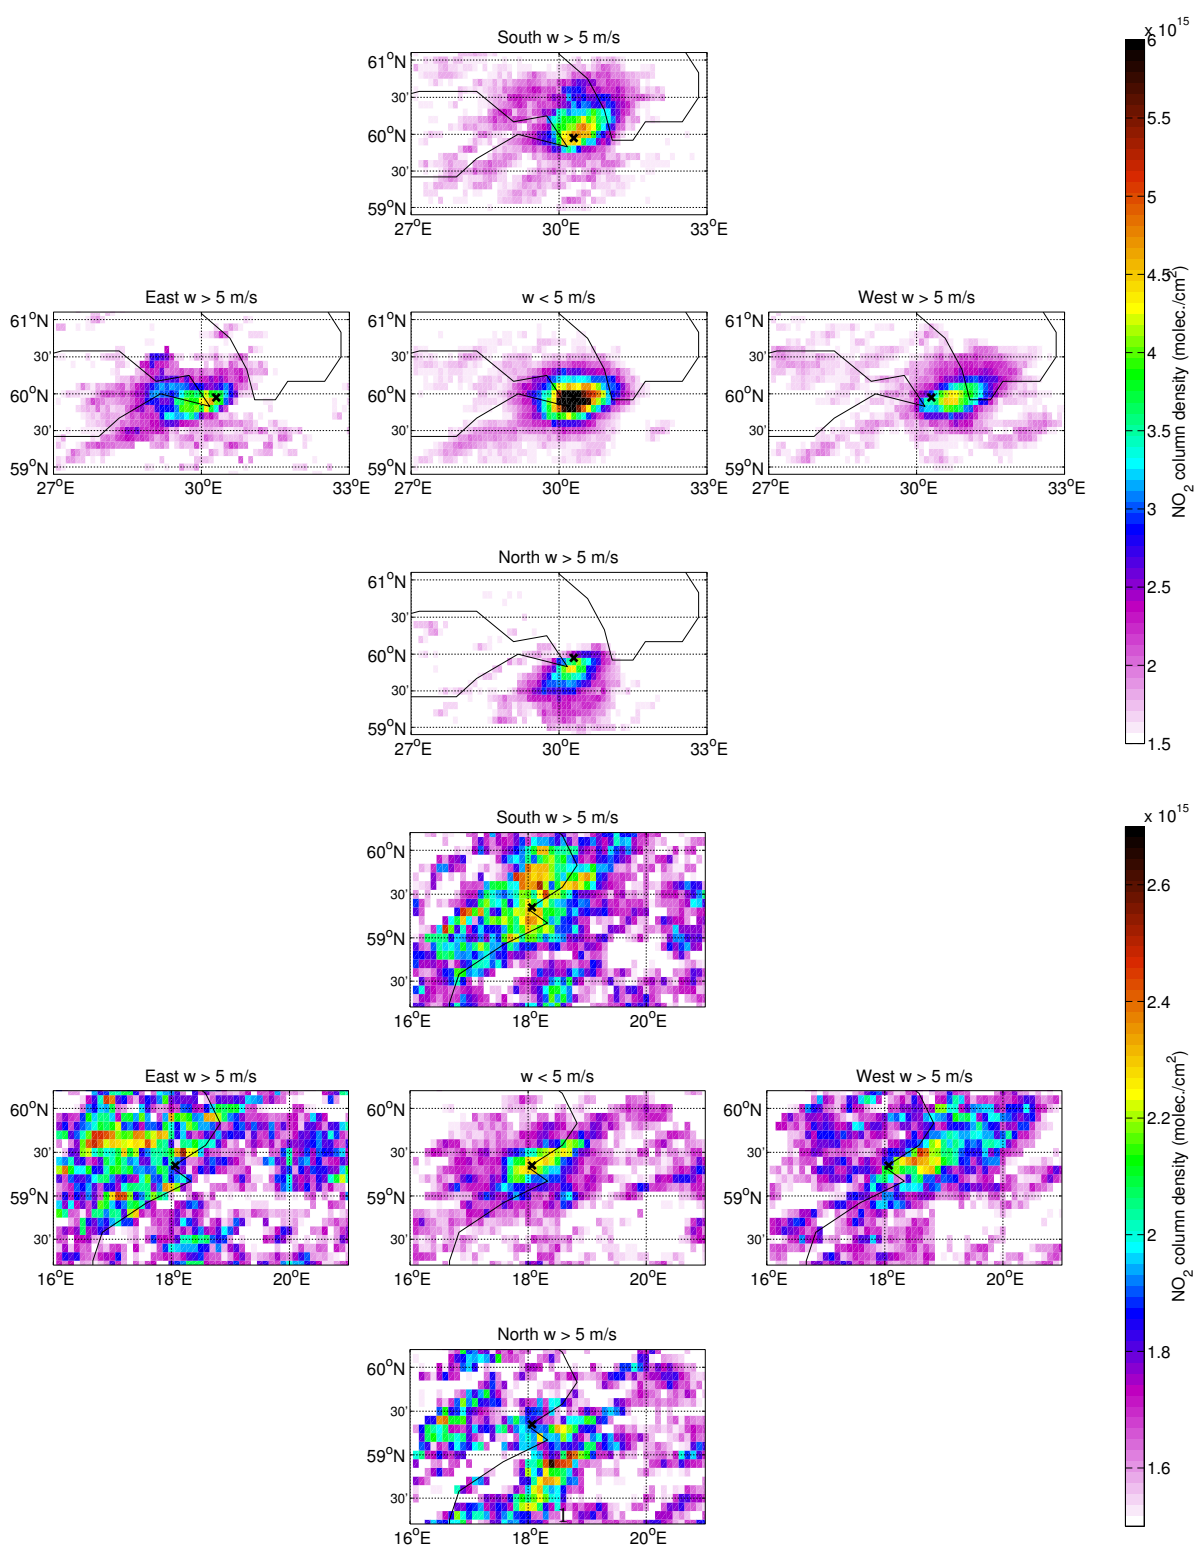 x 10^15
South w > 5 m/s
61°N
30'
60°N
30'
59°N
27°E 30°E 33°E
6
5.5
5
4.5
4
3.5
3
2.5
2
1.5
NO2 column density (molec./cm2)
East w > 5 m/s
61°N
30'
60°N
30'
59°N
27°E 30°E 33°E
w < 5 m/s
61°N
30'
60°N
30'
59°N
27°E 30°E 33°E
West w > 5 m/s
61°N
30'
60°N
30'
59°N
27°E 30°E 33°E
North w > 5 m/s
61°N
30'
60°N
30'
59°N
27°E 30°E 33°E
x 10^15
South w > 5 m/s
60°N
30'
59°N
30'
16°E 18°E 20°E
2.6
2.4
2.2
2
1.8
1.6
NO2 column density (molec./cm2)
East w > 5 m/s
60°N
30'
59°N
30'
16°E 18°E 20°E
w < 5 m/s
60°N
30'
59°N
30'
16°E 18°E 20°E
West w > 5 m/s
60°N
30'
59°N
30'
16°E 18°E 20°E
North w > 5 m/s
60°N
30'
59°N
30'
1
16°E 18°E 20°E